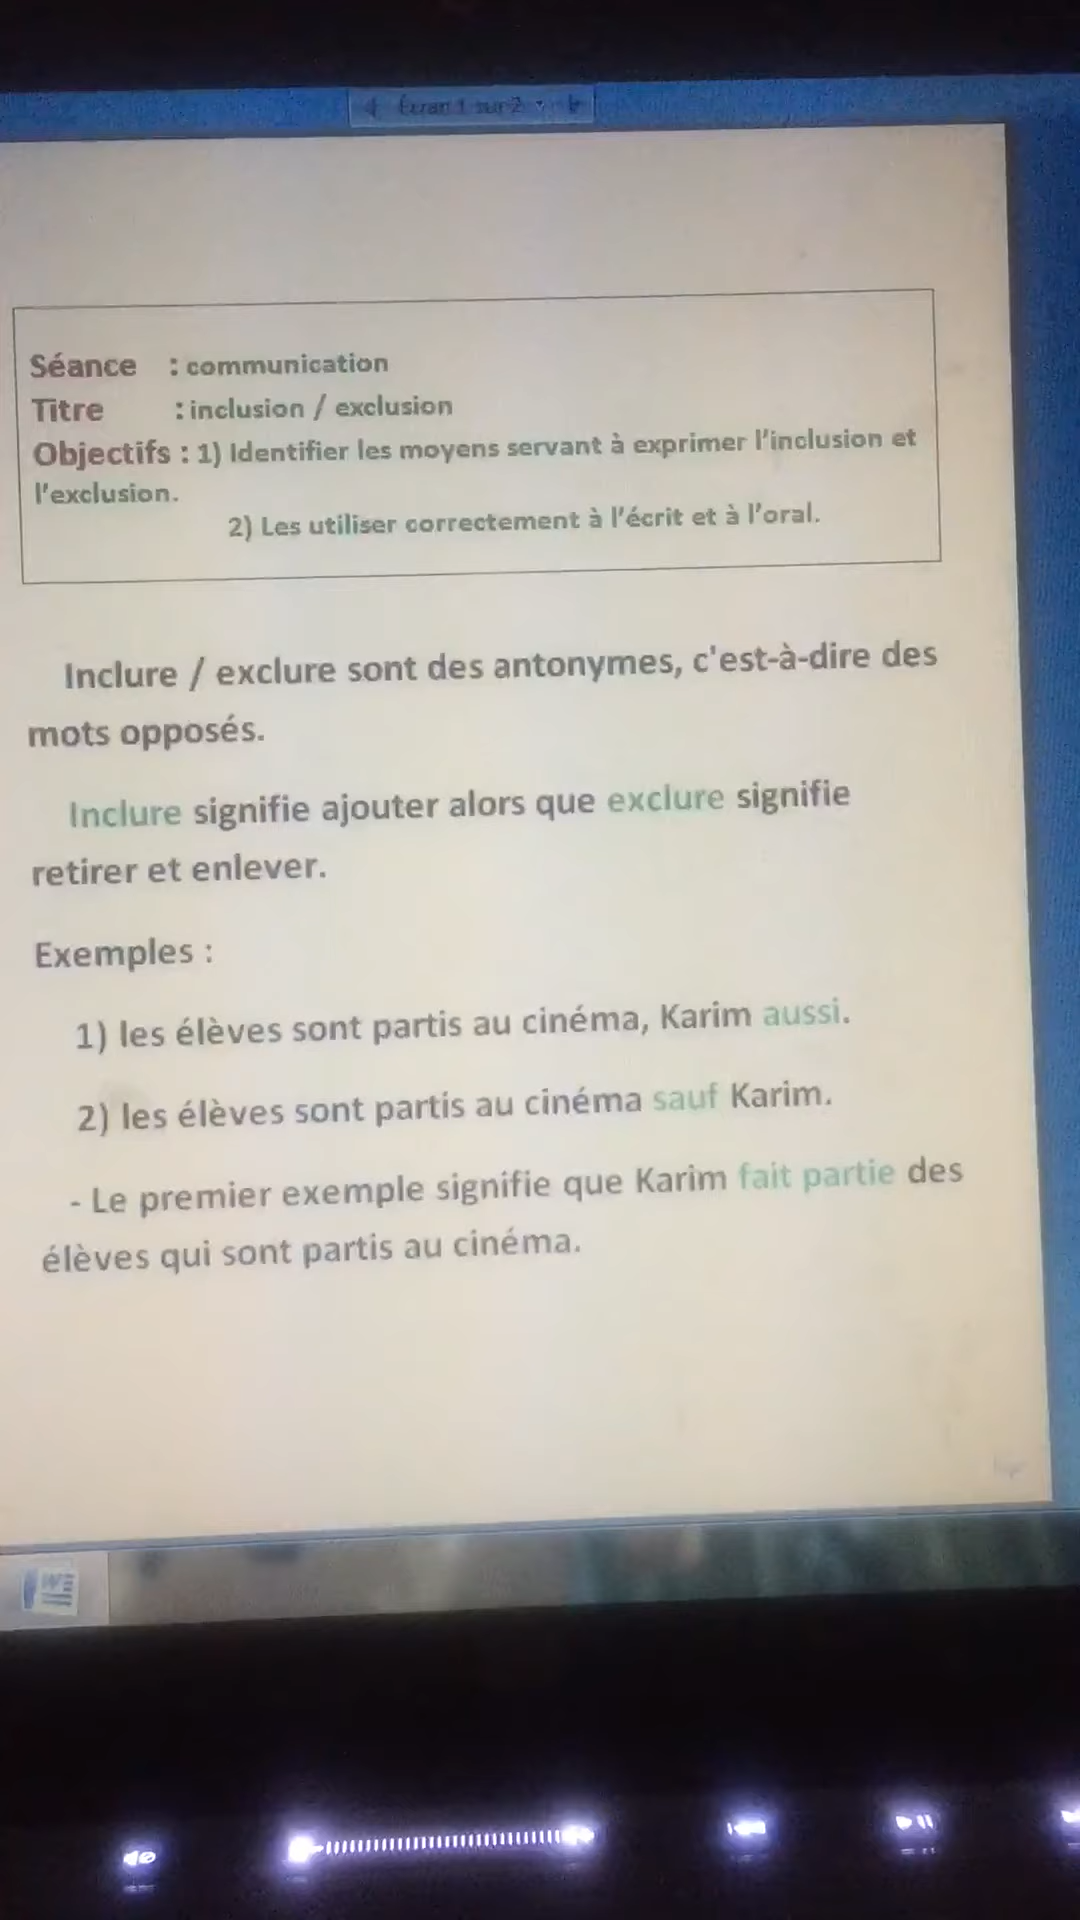 Écran 1 sur 2
Séance : communication
Titre : inclusion / exclusion
Objectifs : 1) Identifier les moyens servant à exprimer l'inclusion et
l'exclusion.
2) Les utiliser correctement à l'écrit et à l'oral.
Inclure / exclure sont des antonymes, c'est-à-dire des
mots opposés.
Inclure signifie ajouter alors que exclure signifie
retirer et enlever.
Exemples :
1) les élèves sont partis au cinéma, Karim aussi.
2) les élèves sont partis au cinéma sauf Karim.
- Le premier exemple signifie que Karim fait partie des
élèves qui sont partis au cinéma.
W